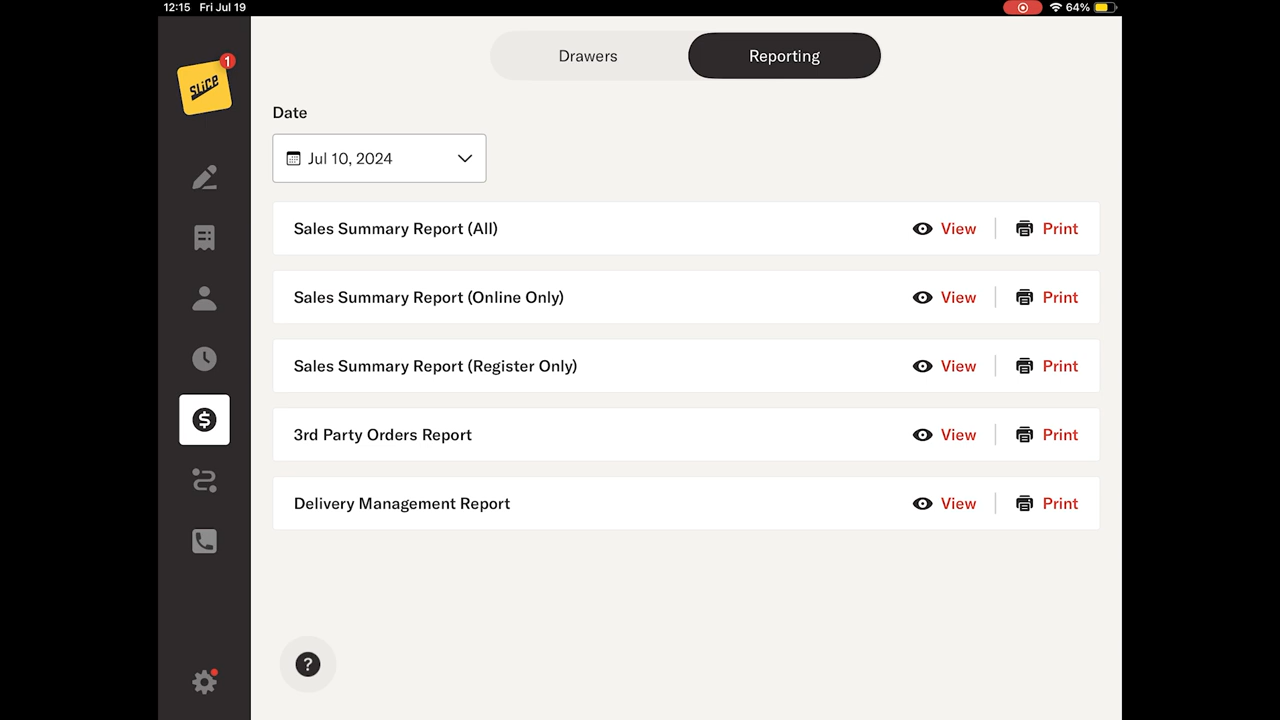 12:15 Fri Jul 19 64%
1
SLiCE
Drawers Reporting
Date
Jul 10, 2024
Sales Summary Report (All) View Print
Sales Summary Report (Online Only) View Print
Sales Summary Report (Register Only) View Print
3rd Party Orders Report View Print
Delivery Management Report View Print
?